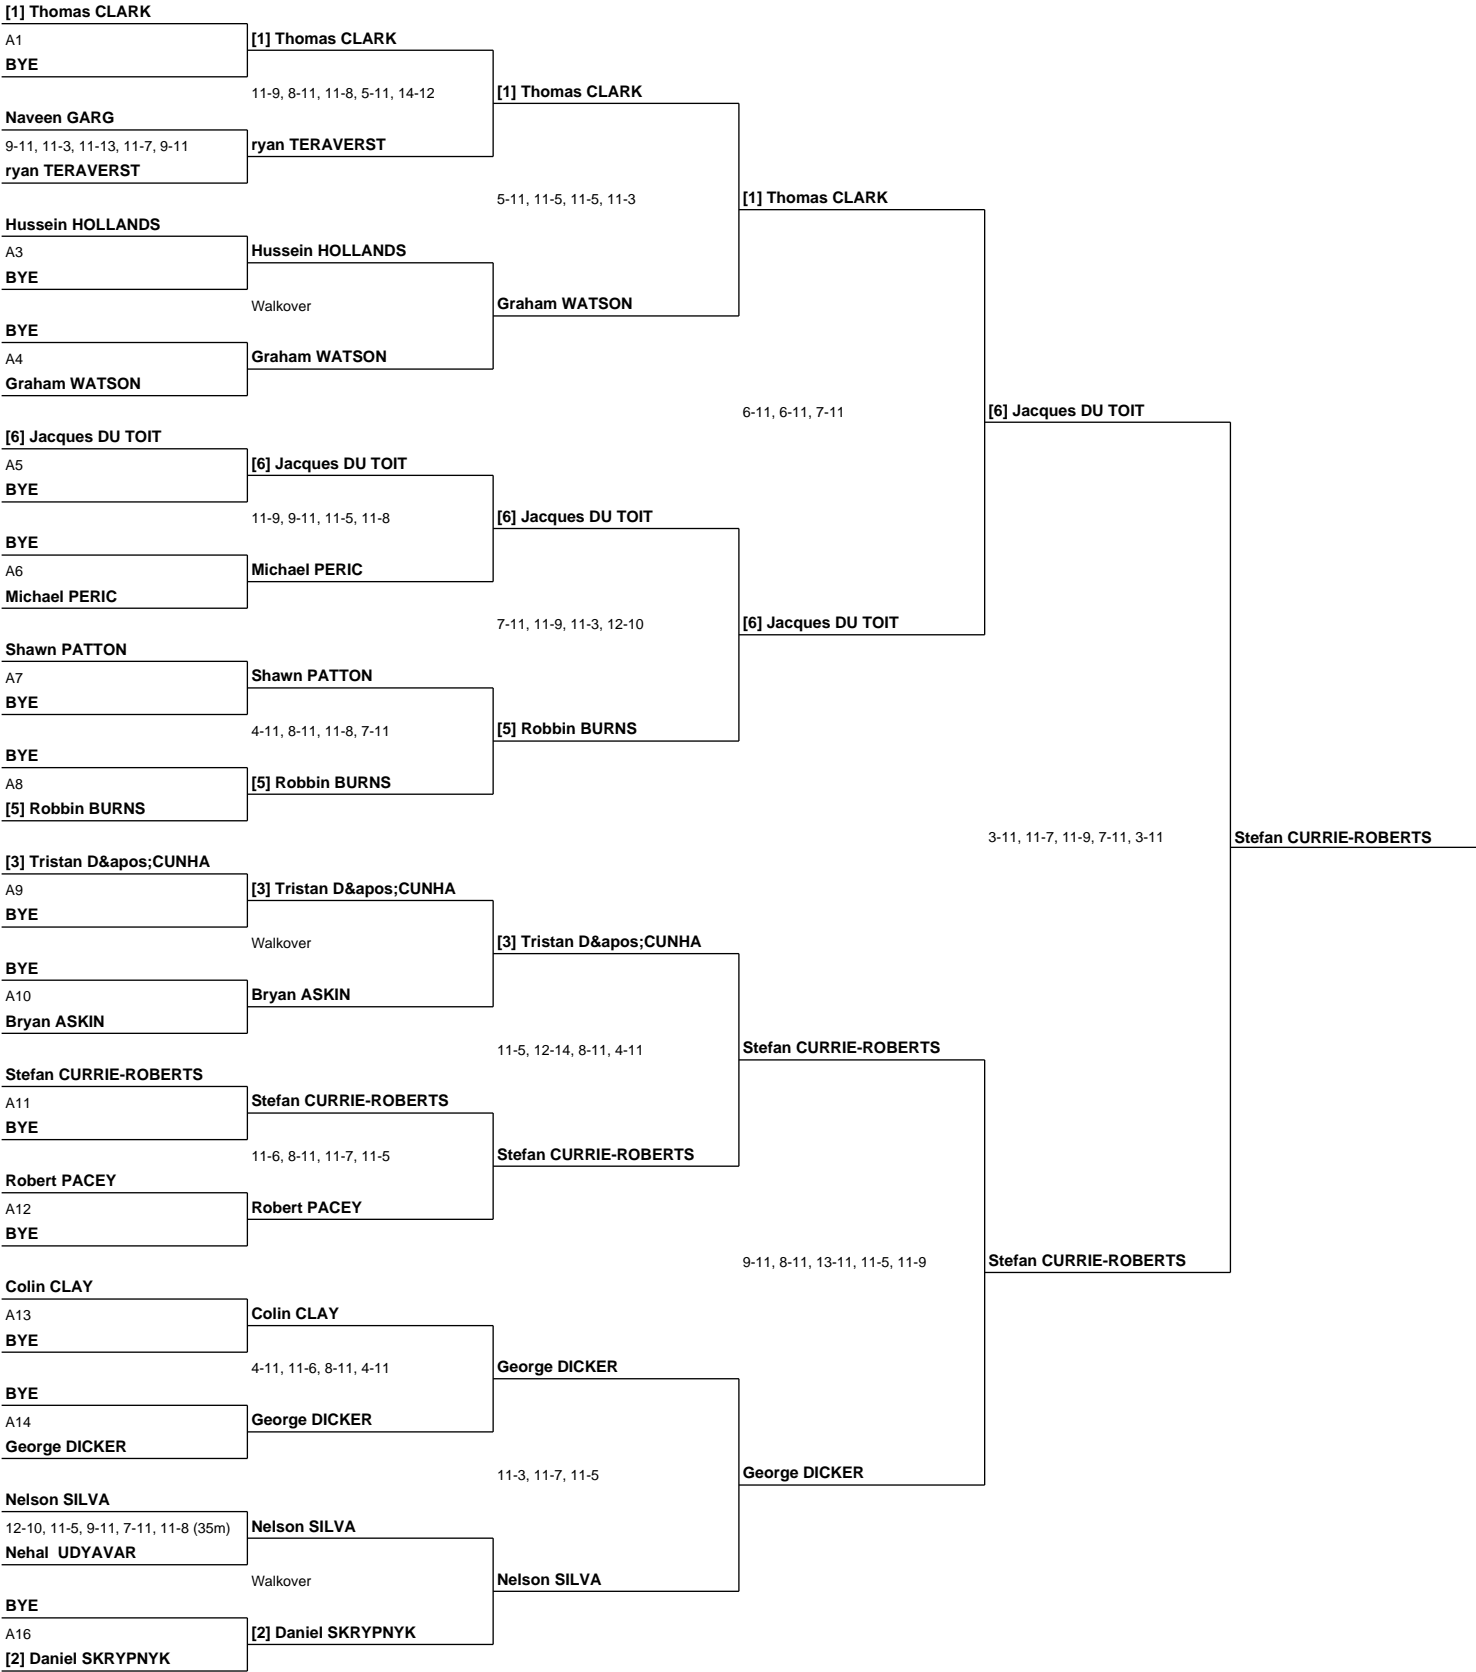 [1] Thomas CLARK
A1
BYE
Naveen GARG
9-11, 11-3, 11-13, 11-7, 9-11
ryan TERAVERST
Hussein HOLLANDS
A3
BYE
BYE
A4
Graham WATSON
[6] Jacques DU TOIT
A5
BYE
BYE
A6
Michael PERIC
Shawn PATTON
A7
BYE
BYE
A8
[5] Robbin BURNS
[3] Tristan D&apos;CUNHA
A9
BYE
BYE
A10
Bryan ASKIN
Stefan CURRIE-ROBERTS
A11
BYE
Robert PACEY
A12
BYE
Colin CLAY
A13
BYE
BYE
A14
George DICKER
Nelson SILVA
12-10, 11-5, 9-11, 7-11, 11-8 (35m)
Nehal  UDYAVAR
BYE
A16
[2] Daniel SKRYPNYK
[1] Thomas CLARK
11-9, 8-11, 11-8, 5-11, 14-12
ryan TERAVERST
Hussein HOLLANDS
Walkover
Graham WATSON
[6] Jacques DU TOIT
11-9, 9-11, 11-5, 11-8
Michael PERIC
Shawn PATTON
4-11, 8-11, 11-8, 7-11
[5] Robbin BURNS
[3] Tristan D&apos;CUNHA
Walkover
Bryan ASKIN
Stefan CURRIE-ROBERTS
11-6, 8-11, 11-7, 11-5
Robert PACEY
Colin CLAY
4-11, 11-6, 8-11, 4-11
George DICKER
Nelson SILVA
Walkover
[2] Daniel SKRYPNYK
[1] Thomas CLARK
5-11, 11-5, 11-5, 11-3
Graham WATSON
[6] Jacques DU TOIT
7-11, 11-9, 11-3, 12-10
[5] Robbin BURNS
[3] Tristan D&apos;CUNHA
11-5, 12-14, 8-11, 4-11
Stefan CURRIE-ROBERTS
George DICKER
11-3, 11-7, 11-5
Nelson SILVA
[1] Thomas CLARK
6-11, 6-11, 7-11
[6] Jacques DU TOIT
Stefan CURRIE-ROBERTS
9-11, 8-11, 13-11, 11-5, 11-9
George DICKER
[6] Jacques DU TOIT
3-11, 11-7, 11-9, 7-11, 3-11
Stefan CURRIE-ROBERTS
Stefan CURRIE-ROBERTS